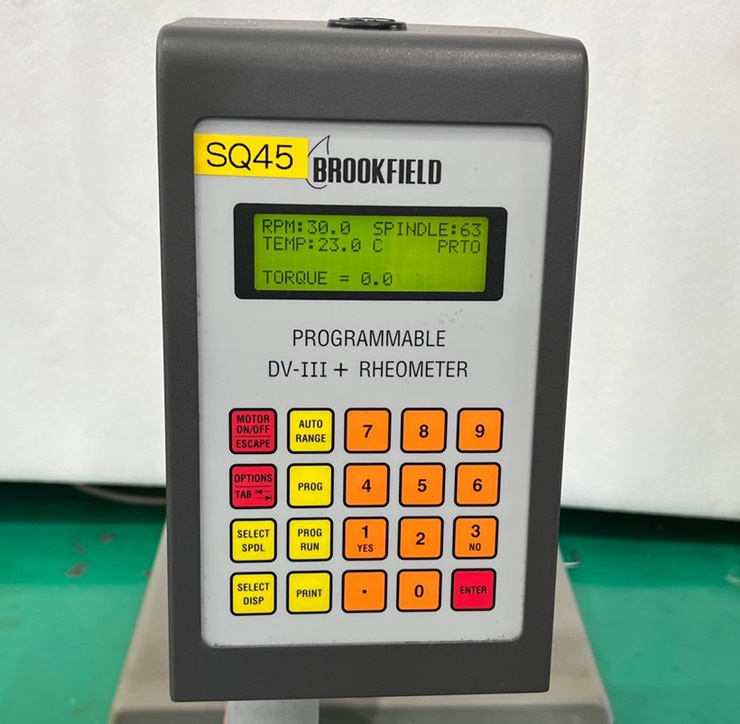 SQ45 BROOKFIELD
RPM:30.0 SPINDLE:63
TEMP:23.0 C PRTO
TORQUE = 0.0
PROGRAMMABLE
DV-III + RHEOMETER
MOTOR
ON/OFF
ESCAPE
AUTO
RANGE
7
8
9
OPTIONS
TAB
PROG
4
5
6
SELECT
SPDL
PROG
RUN
1
YES
2
3
NO
SELECT
DISP
PRINT
.
0
ENTER